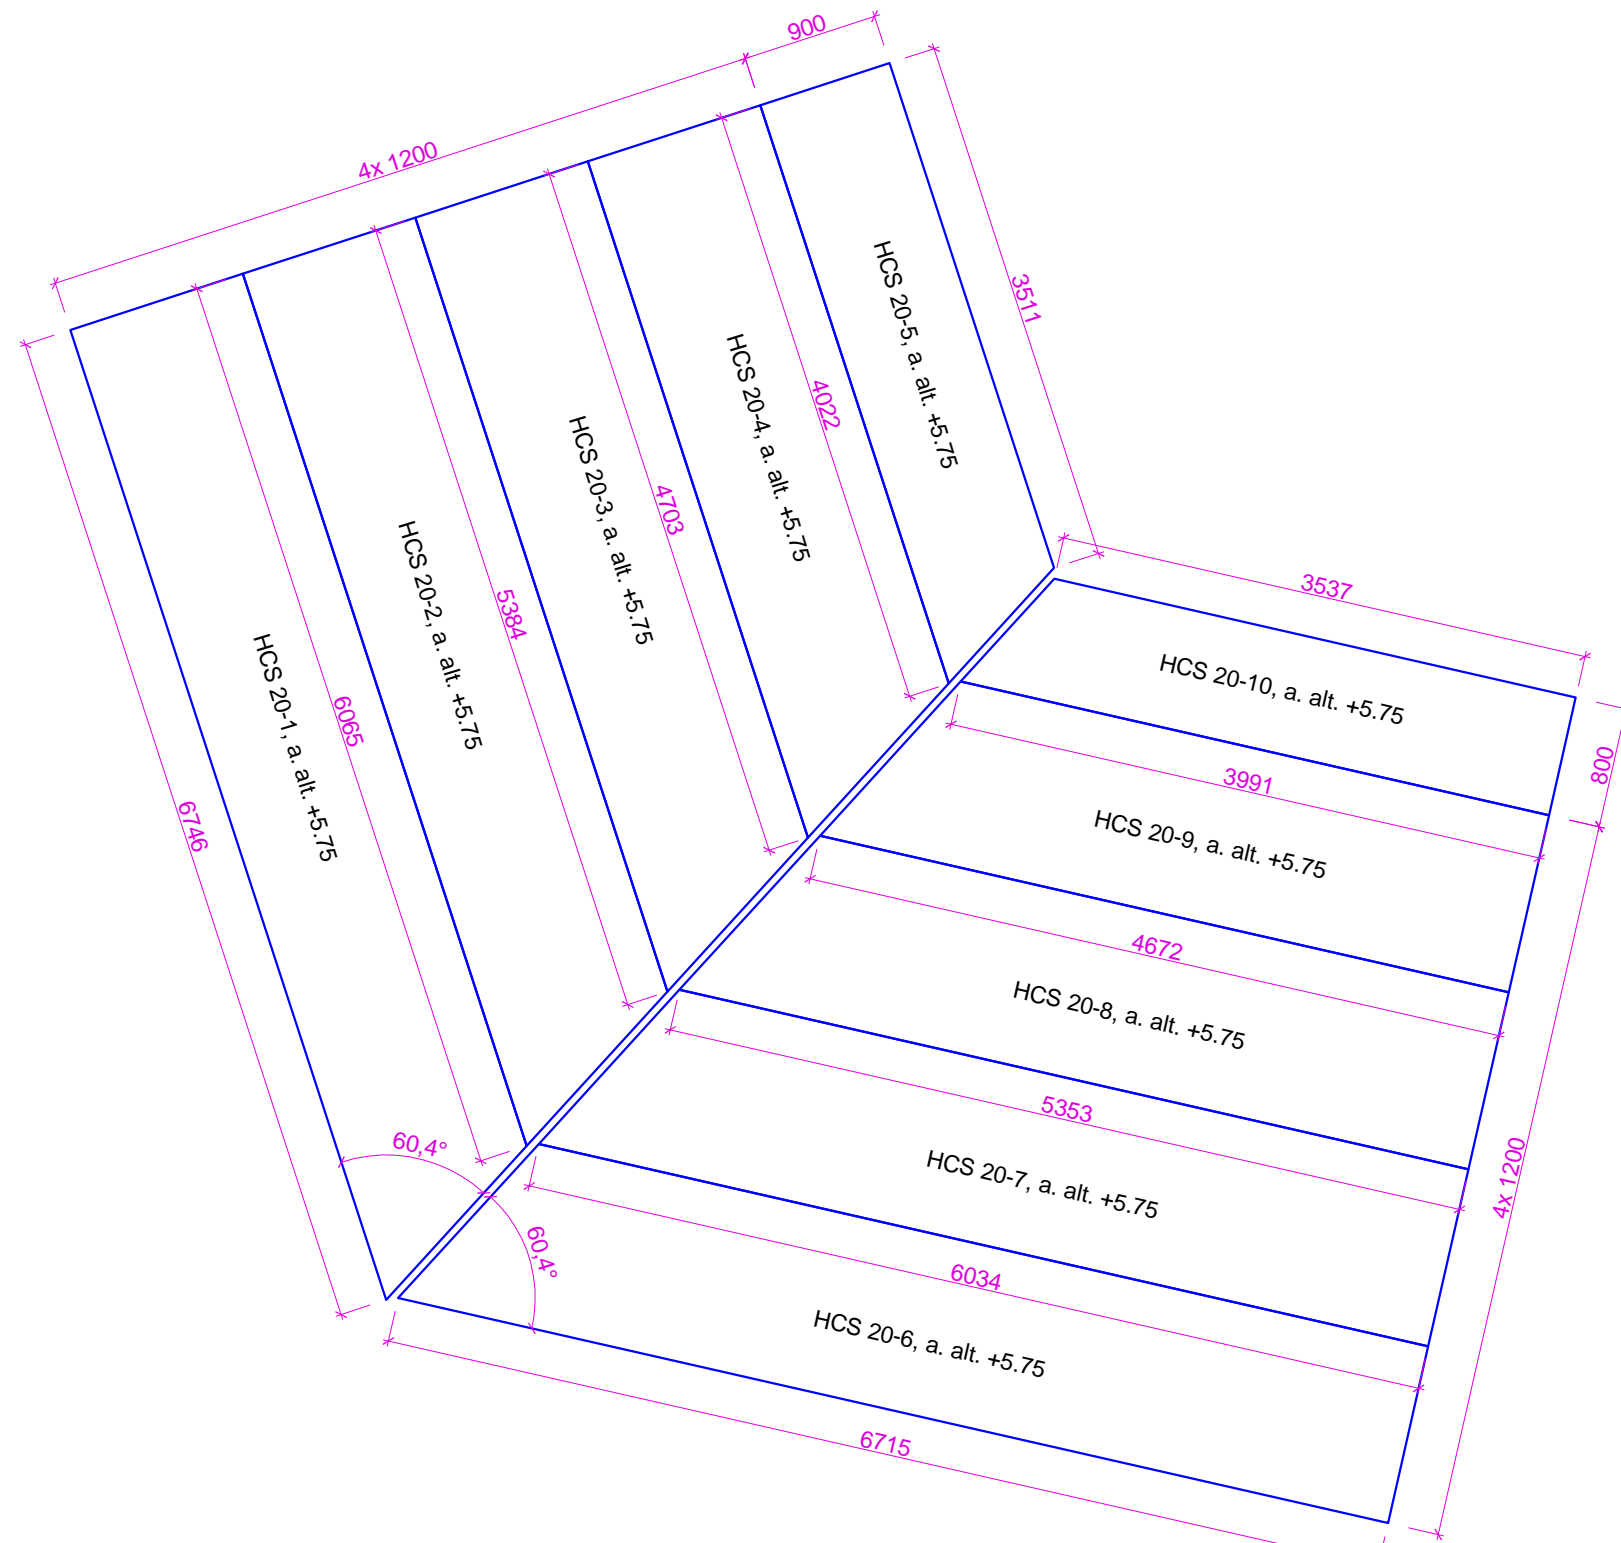 900
4x 1200
3511
HCS 20-5, a. alt. +5.75
4022
HCS 20-4, a. alt. +5.75
4703
HCS 20-3, a. alt. +5.75
5384
HCS 20-2, a. alt. +5.75
6065
HCS 20-1, a. alt. +5.75
6746
3537
HCS 20-10, a. alt. +5.75
800
3991
HCS 20-9, a. alt. +5.75
4672
HCS 20-8, a. alt. +5.75
5353
4x 1200
HCS 20-7, a. alt. +5.75
60,4°
60,4°
6034
HCS 20-6, a. alt. +5.75
6715